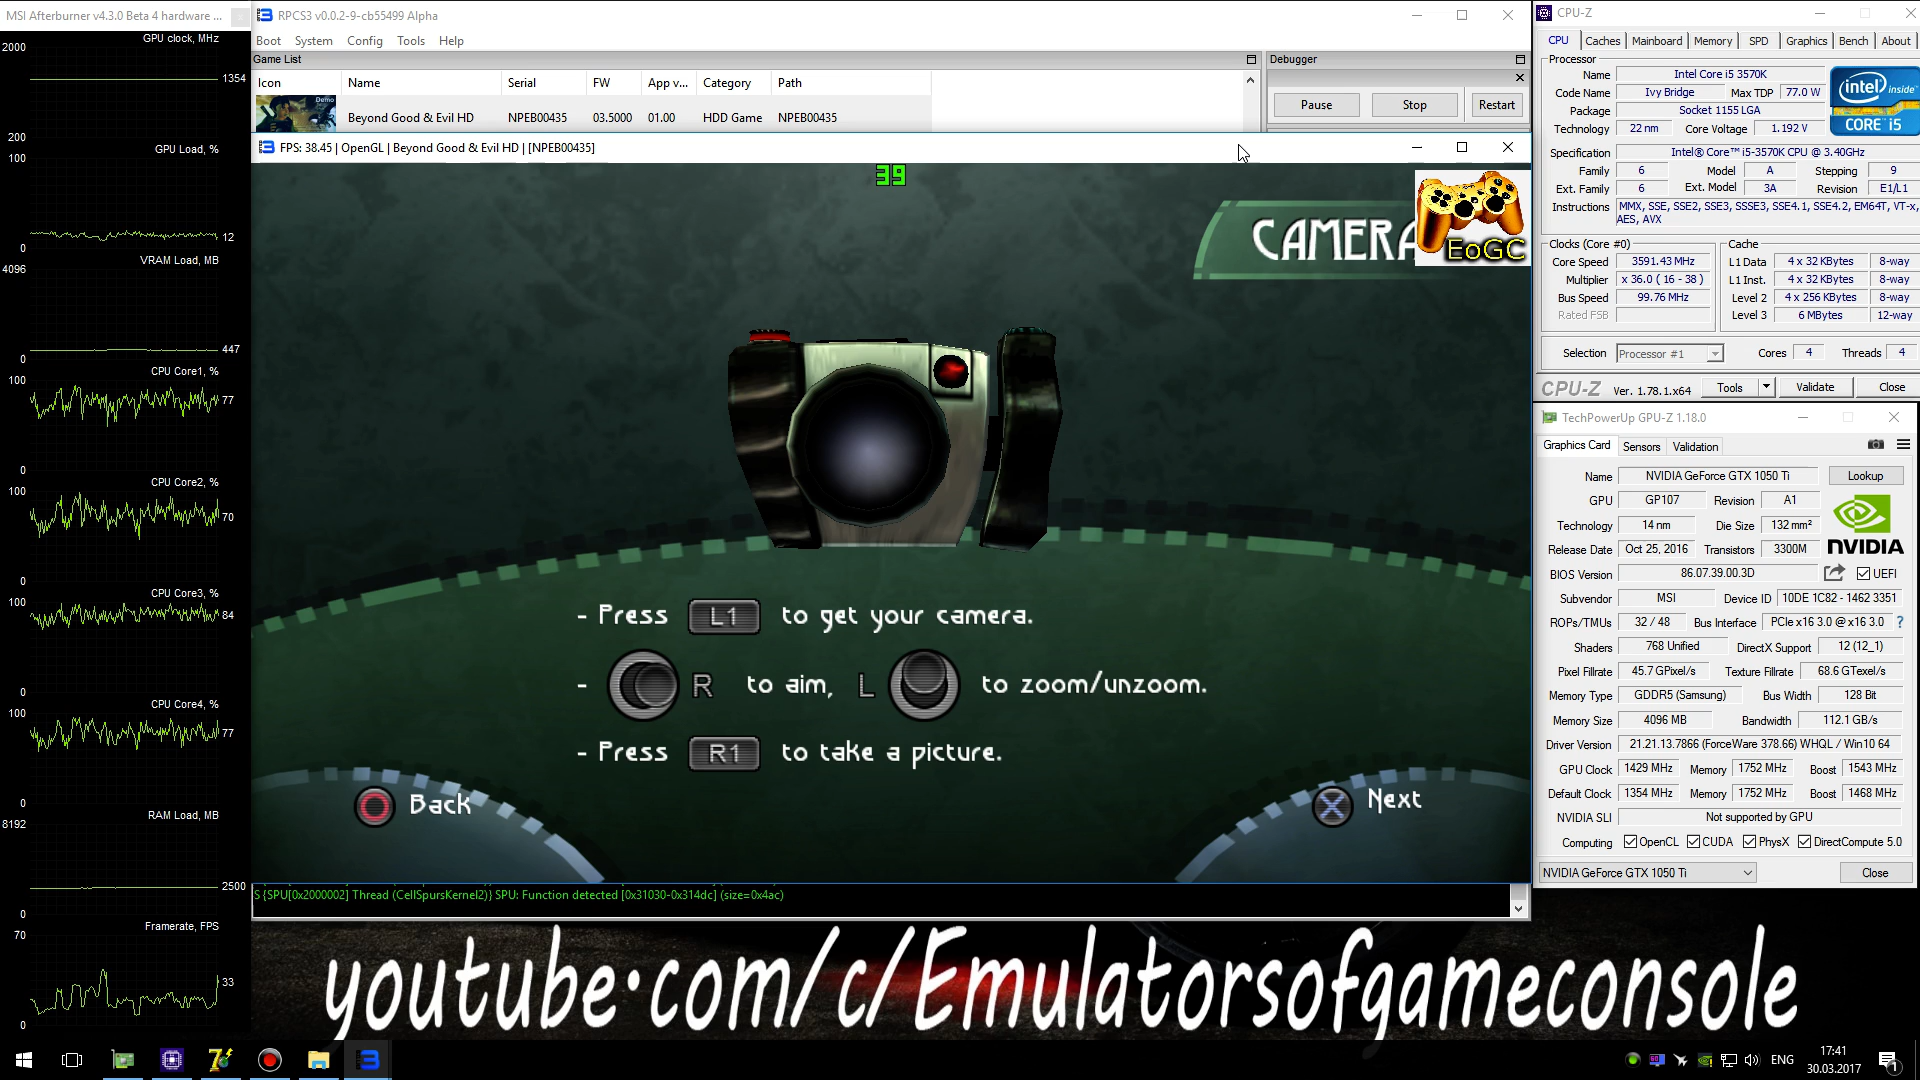 MSI Afterburner v4.3.0 Beta 4 hardware ...
GPU clock, MHz
2000
1354
200
GPU Load, %
100
12
0
VRAM Load, MB
4096
447
0
CPU Core1, %
100
77
0
CPU Core2, %
100
70
0
CPU Core3, %
100
84
0
CPU Core4, %
100
77
0
RAM Load, MB
8192
2500
0
Framerate, FPS
70
33
0
RPCS3 v0.0.2-9-cb55499 Alpha
Boot System Config Tools Help
Game List
Icon Name Serial FW App v... Category Path
Demo
Beyond Good & Evil HD NPEB00435 03.5000 01.00 HDD Game NPEB00435
Debugger
Pause Stop Restart
FPS: 38.45 | OpenGL | Beyond Good & Evil HD | [NPEB00435]
39
CAMERA
EoGC
- Press L1 to get your camera.
- R to aim, L to zoom/unzoom.
- Press R1 to take a picture.
Back
Next
S {SPU[0x2000002] Thread (CellSpursKernel2)} SPU: Function detected [0x31030-0x314dc] (size=0x4ac)
youtube.com/c/Emulatorsofgameconsole
CPU-Z
CPU Caches Mainboard Memory SPD Graphics Bench About
Processor
Name Intel Core i5 3570K
Code Name Ivy Bridge Max TDP 77.0 W
Package Socket 1155 LGA
Technology 22 nm Core Voltage 1.192 V
intel inside
CORE i5
Specification Intel® Core™ i5-3570K CPU @ 3.40GHz
Family 6 Model A Stepping 9
Ext. Family 6 Ext. Model 3A Revision E1/L1
Instructions MMX, SSE, SSE2, SSE3, SSSE3, SSE4.1, SSE4.2, EM64T, VT-x,
AES, AVX
Clocks (Core #0)
Core Speed 3591.43 MHz
Multiplier x 36.0 ( 16 - 38 )
Bus Speed 99.76 MHz
Rated FSB
Cache
L1 Data 4 x 32 KBytes 8-way
L1 Inst. 4 x 32 KBytes 8-way
Level 2 4 x 256 KBytes 8-way
Level 3 6 MBytes 12-way
Selection Processor #1 Cores 4 Threads 4
CPU-Z Ver. 1.78.1.x64 Tools Validate Close
TechPowerUp GPU-Z 1.18.0
Graphics Card Sensors Validation
Name NVIDIA GeForce GTX 1050 Ti Lookup
GPU GP107 Revision A1
Technology 14 nm Die Size 132 mm²
Release Date Oct 25, 2016 Transistors 3300M
NVIDIA
BIOS Version 86.07.39.00.3D UEFI
Subvendor MSI Device ID 10DE 1C82 - 1462 3351
ROPs/TMUs 32 / 48 Bus Interface PCIe x16 3.0 @ x16 3.0 ?
Shaders 768 Unified DirectX Support 12 (12_1)
Pixel Fillrate 45.7 GPixel/s Texture Fillrate 68.6 GTexel/s
Memory Type GDDR5 (Samsung) Bus Width 128 Bit
Memory Size 4096 MB Bandwidth 112.1 GB/s
Driver Version 21.21.13.7866 (ForceWare 378.66) WHQL / Win10 64
GPU Clock 1429 MHz Memory 1752 MHz Boost 1543 MHz
Default Clock 1354 MHz Memory 1752 MHz Boost 1468 MHz
NVIDIA SLI Not supported by GPU
Computing OpenCL CUDA PhysX DirectCompute 5.0
NVIDIA GeForce GTX 1050 Ti Close
ENG
17:41
30.03.2017
1